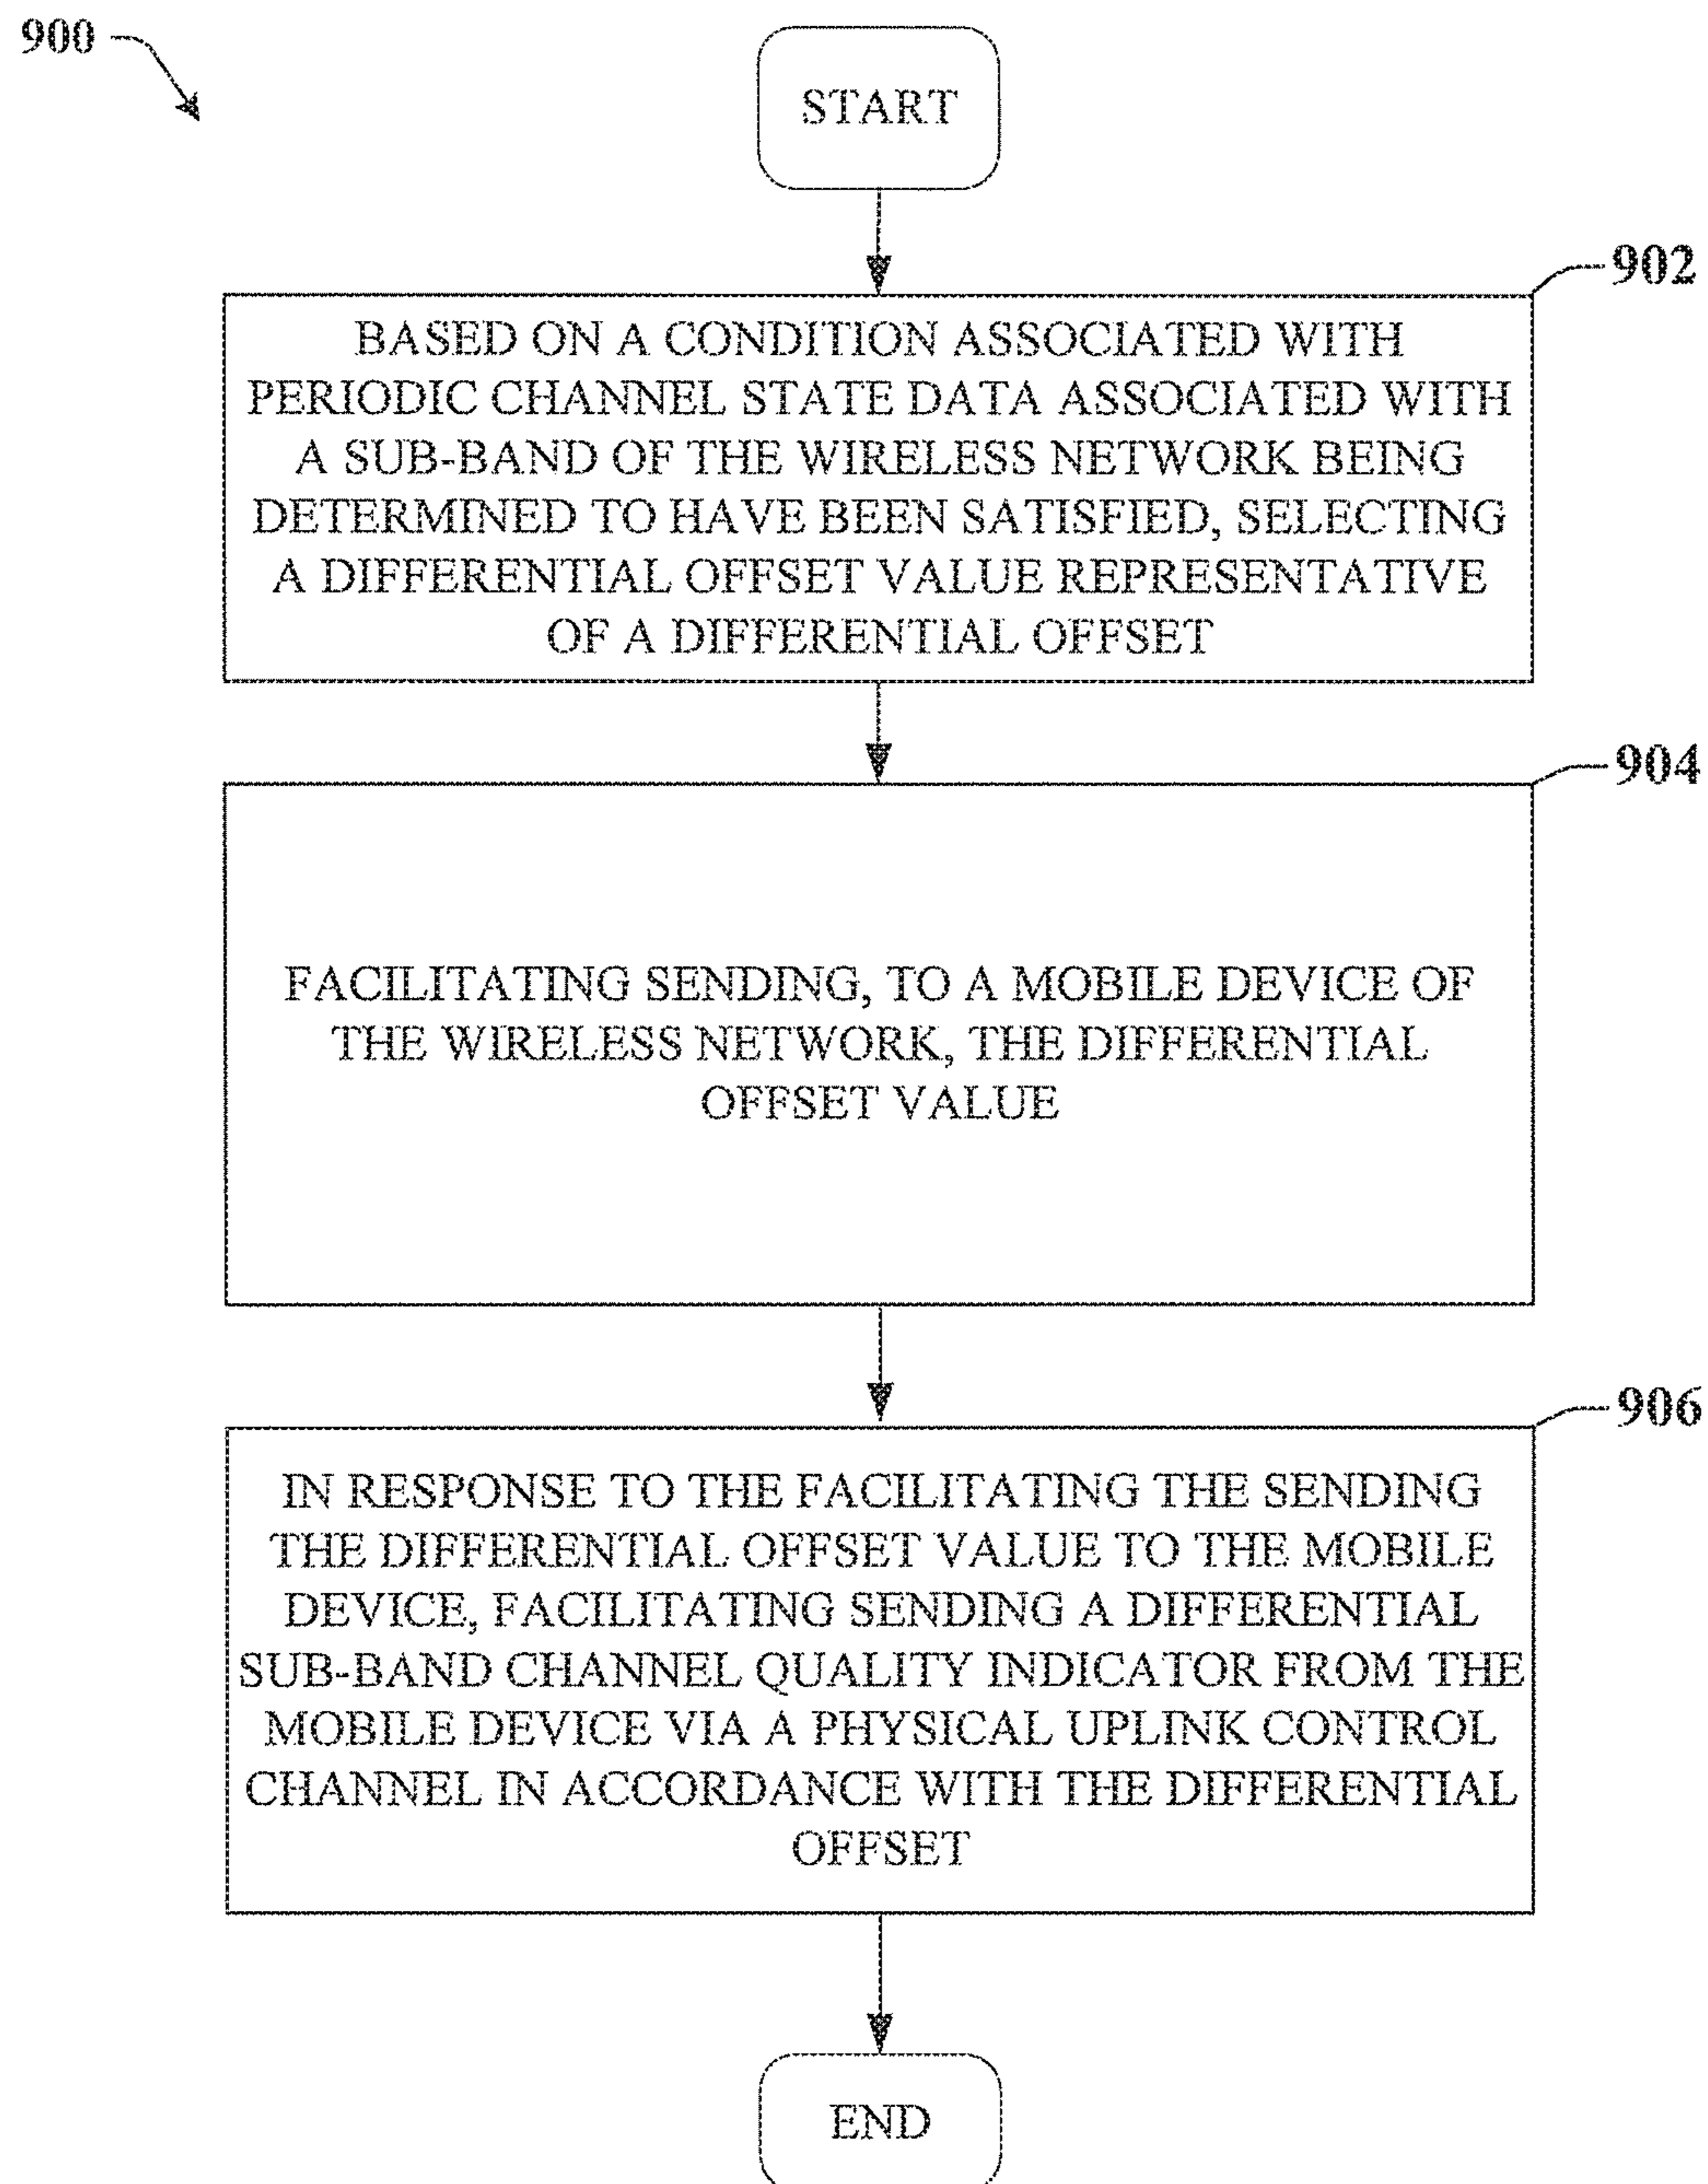 900
START
902
BASED ON A CONDITION ASSOCIATED WITH
PERIODIC CHANNEL STATE DATA ASSOCIATED WITH
A SUB-BAND OF THE WIRELESS NETWORK BEING
DETERMINED TO HAVE BEEN SATISFIED, SELECTING
A DIFFERENTIAL OFFSET VALUE REPRESENTATIVE
OF A DIFFERENTIAL OFFSET
904
FACILITATING SENDING, TO A MOBILE DEVICE OF
THE WIRELESS NETWORK, THE DIFFERENTIAL
OFFSET VALUE
906
IN RESPONSE TO THE FACILITATING THE SENDING
THE DIFFERENTIAL OFFSET VALUE TO THE MOBILE
DEVICE, FACILITATING SENDING A DIFFERENTIAL
SUB-BAND CHANNEL QUALITY INDICATOR FROM THE
MOBILE DEVICE VIA A PHYSICAL UPLINK CONTROL
CHANNEL IN ACCORDANCE WITH THE DIFFERENTIAL
OFFSET
END